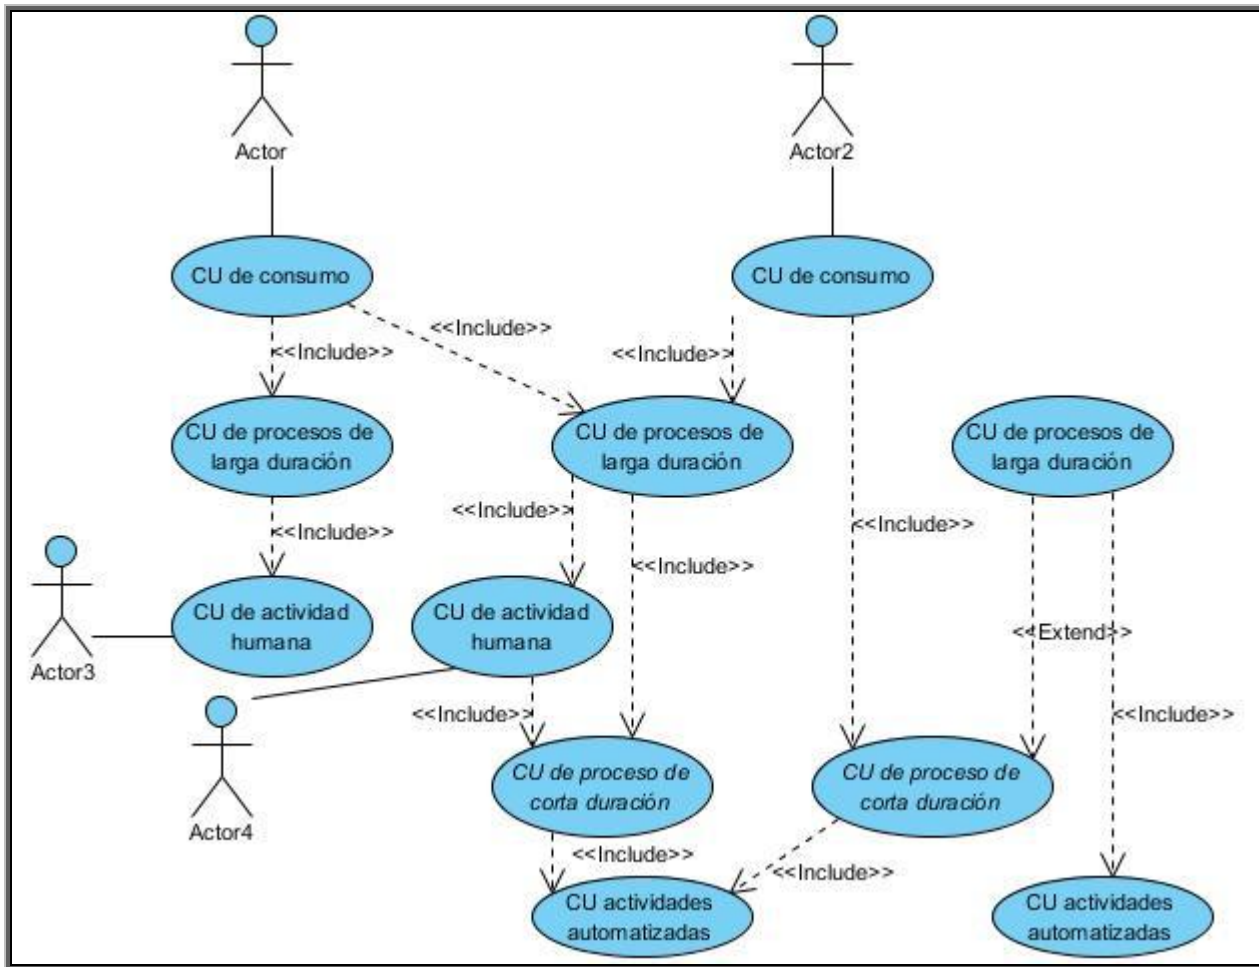 Actor
Actor2
CU de consumo
CU de consumo
<<Include>>
<<Include>>
<<Include>>
CU de procesos de
larga duración
CU de procesos de
larga duración
CU de procesos de
larga duración
<<Include>>
<<Include>>
<<Include>>
<<Include>>
Actor3
CU de actividad
humana
CU de actividad
humana
<<Extend>>
<<Include>>
<<Include>>
Actor4
CU de proceso de
corta duración
CU de proceso de
corta duración
<<Include>>
<<Include>>
CU actividades
automatizadas
CU actividades
automatizadas